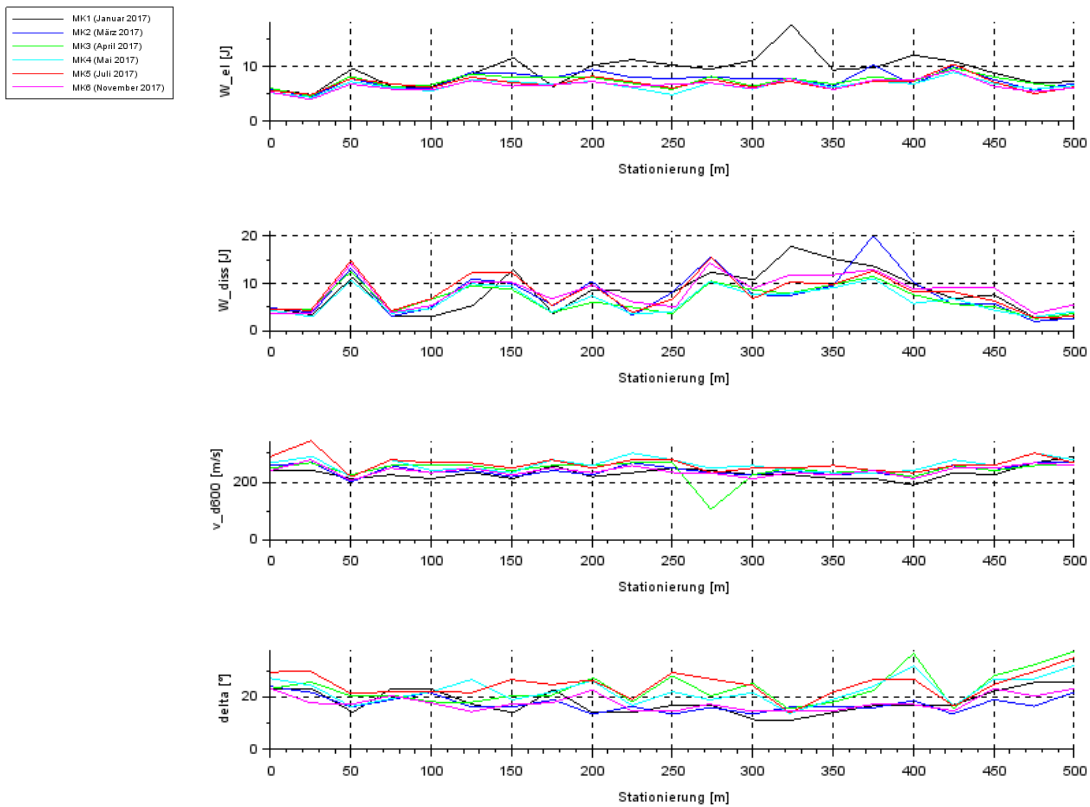 MK1 (Januar 2017)
MK2 (März 2017)
MK3 (April 2017)
MK4 (Mai 2017)
MK5 (Juli 2017)
MK6 (November 2017)
W_el [J]
10
0
0 50 100 150 200 250 300 350 400 450 500
Stationierung [m]
W_diss [J]
20
10
0
0 50 100 150 200 250 300 350 400 450 500
Stationierung [m]
v_d600 [m/s]
200
0
0 50 100 150 200 250 300 350 400 450 500
Stationierung [m]
delta [°]
20
0
0 50 100 150 200 250 300 350 400 450 500
Stationierung [m]